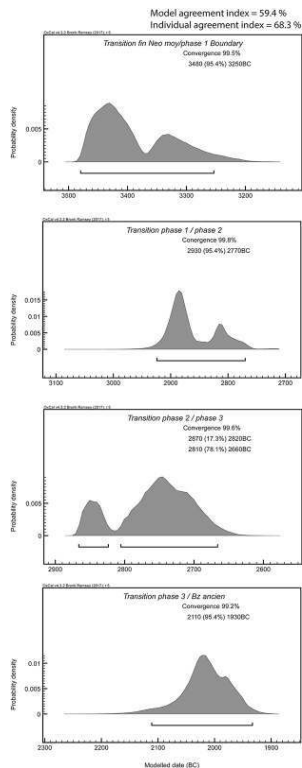 Model agreement index = 59.4 %
Individual agreement index = 68.3 %
Transition fin Neo moy/phase 1 Boundary
Convergence 99.5%
3480 (95.4%) 3250BC
Probability density
0.005
0
3500
3400
3300
3200
Transition phase 1 / phase 2
Convergence 99.8%
2930 (95.4%) 2770BC
Probability density
0.015
0.01
0.005
0
3100
3000
2900
2800
2700
Transition phase 2 / phase 3
Convergence 99.6%
2870 (17.3%) 2820BC
2810 (78.1%) 2660BC
Probability density
0.005
0
2900
2800
2700
2600
Transition phase 3 / Bz ancien
Convergence 99.2%
2110 (95.4%) 1930BC
Probability density
0.01
0.005
0
2300
2200
2100
2000
1900
Modelled date (BC)